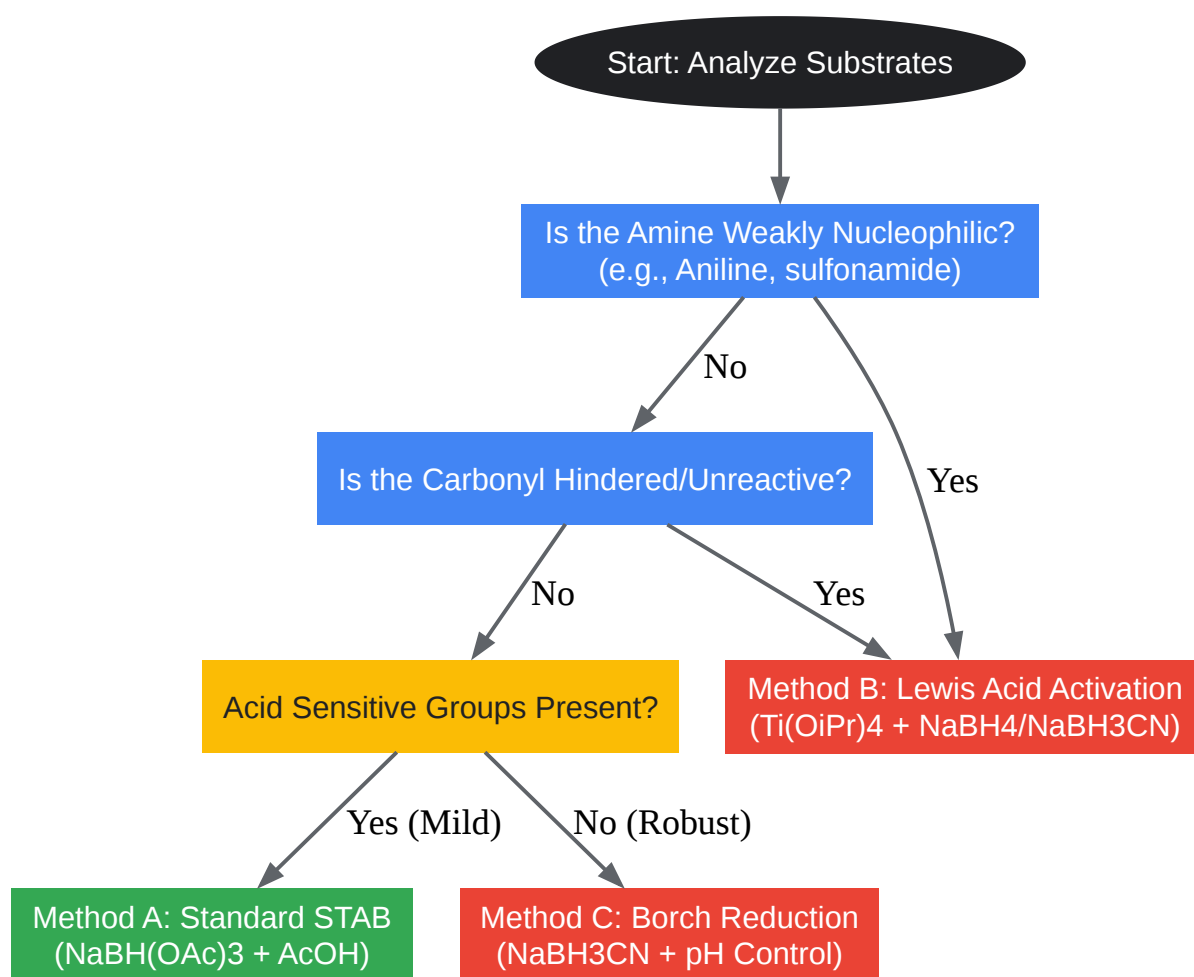 Start: Analyze Substrates
Is the Amine Weakly Nucleophilic?
(e.g., Aniline, sulfonamide)
No
Yes
Is the Carbonyl Hindered/Unreactive?
No
Yes
Acid Sensitive Groups Present?
Method B: Lewis Acid Activation
(Ti(OiPr)4 + NaBH4/NaBH3CN)
Yes (Mild)
No (Robust)
Method A: Standard STAB
(NaBH(OAc)3 + AcOH)
Method C: Borch Reduction
(NaBH3CN + pH Control)